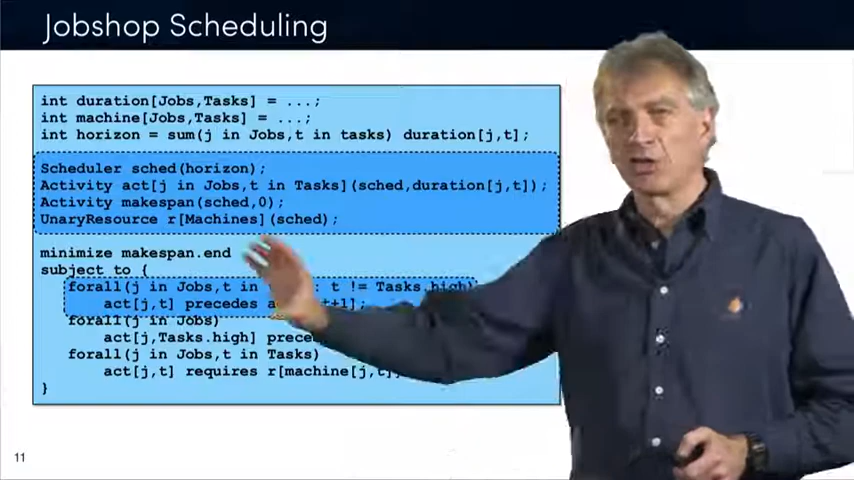 Jobshop Scheduling
int duration[Jobs,Tasks] = ...;
int machine[Jobs,Tasks] = ...;
int horizon = sum(j in Jobs,t in tasks) duration[j,t];
Scheduler sched(horizon);
Activity act[j in Jobs,t in Tasks](sched,duration[j,t]);
Activity makespan(sched,0);
UnaryResource r[Machines](sched);
minimize makespan.end
subject to {
forall(j in Jobs,t in : t != Tasks.high)
act[j,t] precedes t+1];
forall(j in Jobs)
act[j,Tasks.high]
forall(j in Jobs,t in Tasks)
act[j,t] requires r[machine[j,t]
}
11